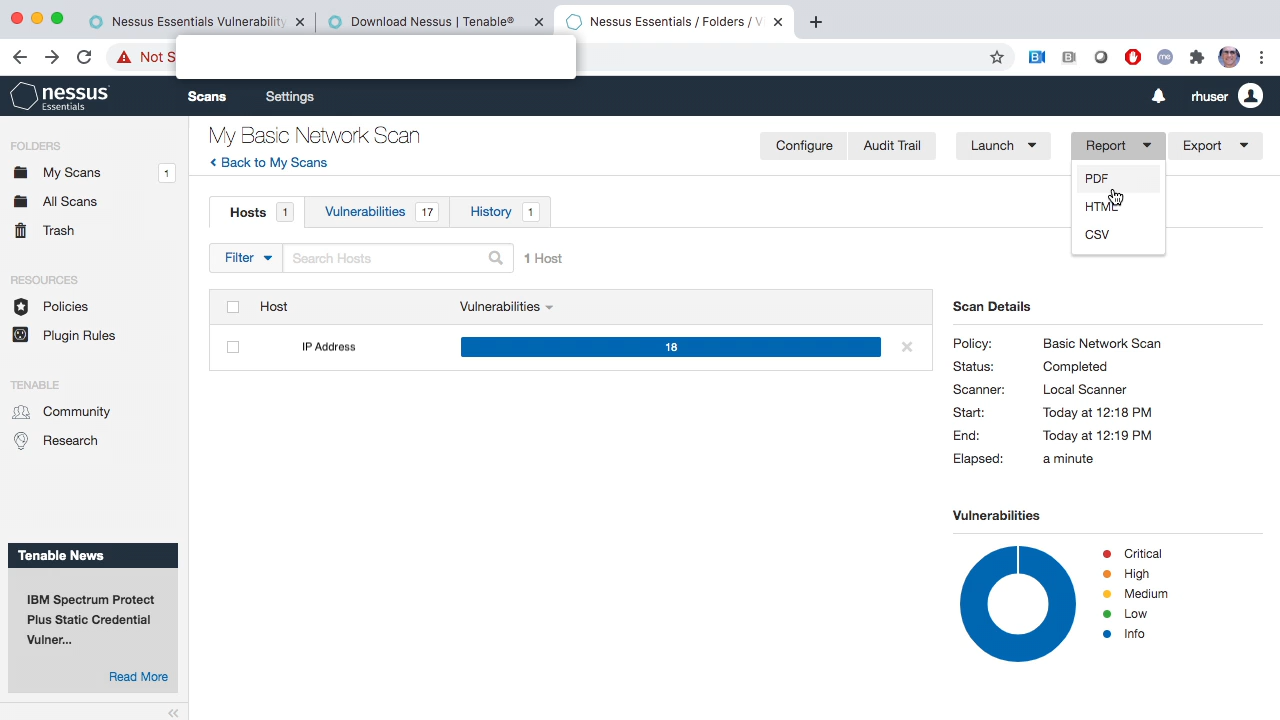 Nessus Essentials Vulnerability
Download Nessus | Tenable®
Nessus Essentials / Folders / V
Not S
me
nessus
Essentials
Scans
Settings
rhuser
FOLDERS
My Scans
1
All Scans
Trash
RESOURCES
Policies
Plugin Rules
TENABLE
Community
Research
Tenable News
IBM Spectrum Protect
Plus Static Credential
Vulner...
Read More
My Basic Network Scan
Back to My Scans
Configure
Audit Trail
Launch
Report
Export
PDF
HTML
CSV
Hosts 1
Vulnerabilities 17
History 1
Filter
Search Hosts
1 Host
Host
Vulnerabilities
IP Address
18
Scan Details
Policy: Basic Network Scan
Status: Completed
Scanner: Local Scanner
Start: Today at 12:18 PM
End: Today at 12:19 PM
Elapsed: a minute
Vulnerabilities
Critical
High
Medium
Low
Info